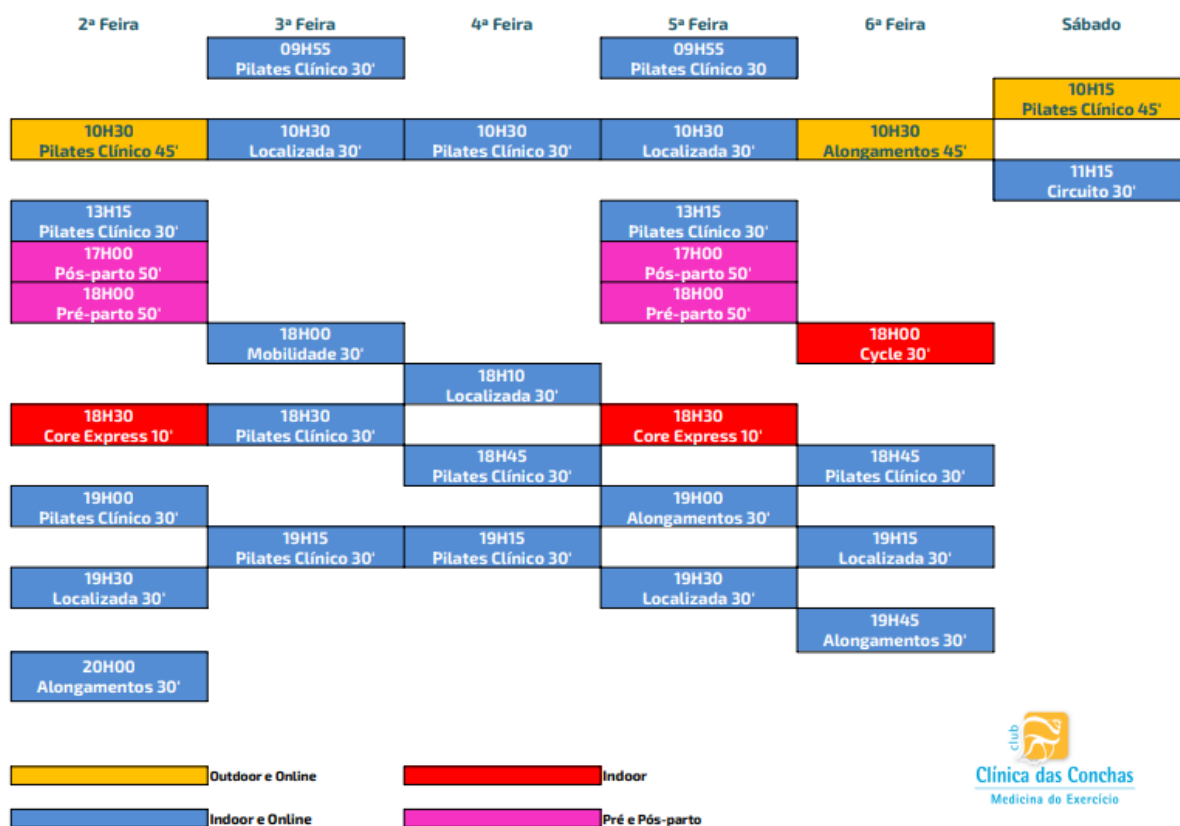 2ª Feira 3ª Feira 4ª Feira 5ª Feira 6ª Feira Sábado
09H55 09H55
Pilates Clínico 30' Pilates Clínico 30
10H15
Pilates Clínico 45'
10H30 10H30 10H30 10H30 10H30
Pilates Clínico 45' Localizada 30' Pilates Clínico 30' Localizada 30' Alongamentos 45'
11H15
Circuito 30'
13H15 13H15
Pilates Clínico 30' Pilates Clínico 30'
17H00 17H00
Pós-parto 50' Pós-parto 50'
18H00 18H00
Pré-parto 50' Pré-parto 50'
18H00 18H00
Mobilidade 30' Cycle 30'
18H10
Localizada 30'
18H30 18H30 18H30
Core Express 10' Pilates Clínico 30' Core Express 10'
18H45 18H45
Pilates Clínico 30' Pilates Clínico 30'
19H00 19H00
Pilates Clínico 30' Alongamentos 30'
19H15 19H15 19H15
Pilates Clínico 30' Pilates Clínico 30' Localizada 30'
19H30 19H30
Localizada 30' Localizada 30'
19H45
Alongamentos 30'
20H00
Alongamentos 30'
club
Clínica das Conchas
Medicina do Exercício
Outdoor e Online Indoor
Indoor e Online Pré e Pós-parto